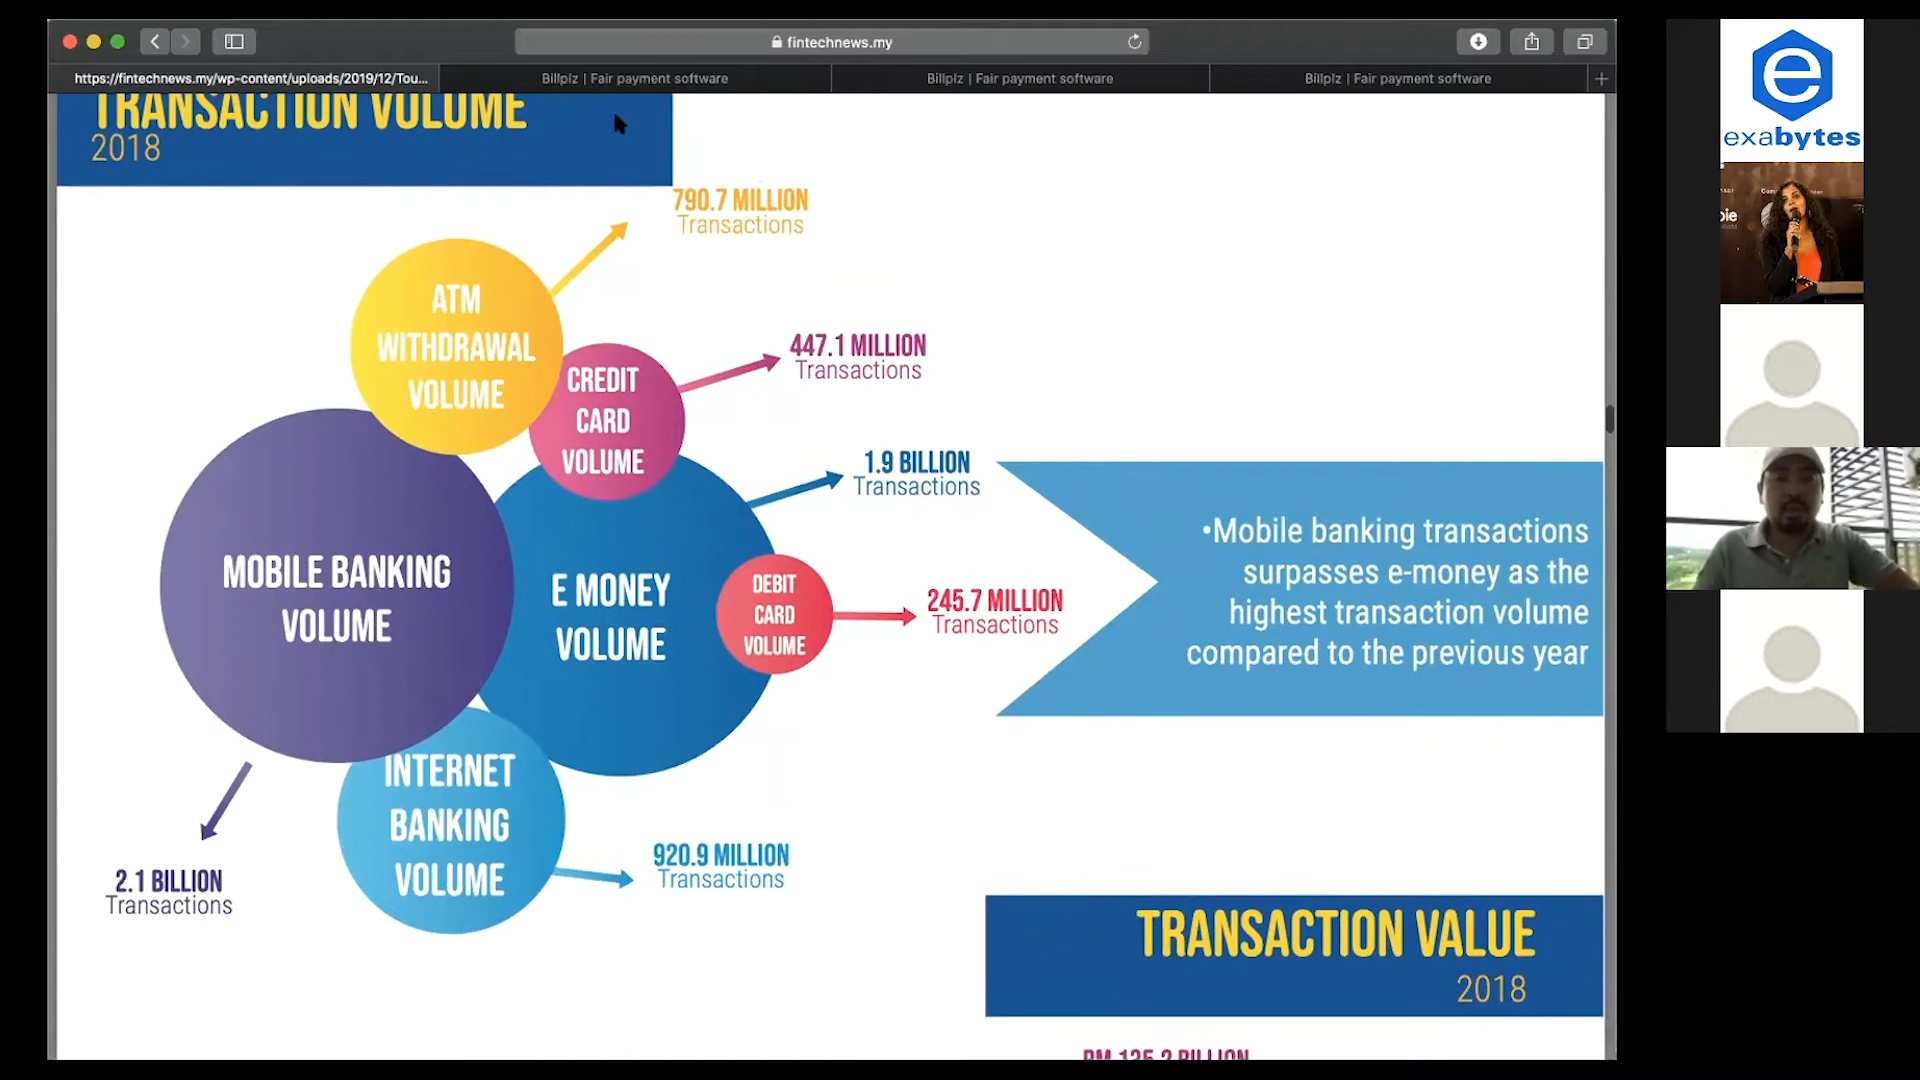 fintechnews.my
https://fintechnews.my/wp-content/uploads/2019/12/Tou...
Billplz | Fair payment software
Billplz | Fair payment software
Billplz | Fair payment software
TRANSACTION VOLUME
2018
790.7 MILLION
Transactions
ATM
WITHDRAWAL
VOLUME
447.1 MILLION
Transactions
CREDIT
CARD
VOLUME
1.9 BILLION
Transactions
MOBILE BANKING
VOLUME
E MONEY
VOLUME
DEBIT
CARD
VOLUME
245.7 MILLION
Transactions
•Mobile banking transactions
surpasses e-money as the
highest transaction volume
compared to the previous year
INTERNET
BANKING
VOLUME
920.9 MILLION
Transactions
2.1 BILLION
Transactions
TRANSACTION VALUE
2018
RM 135.2 BILLION
e
exabytes